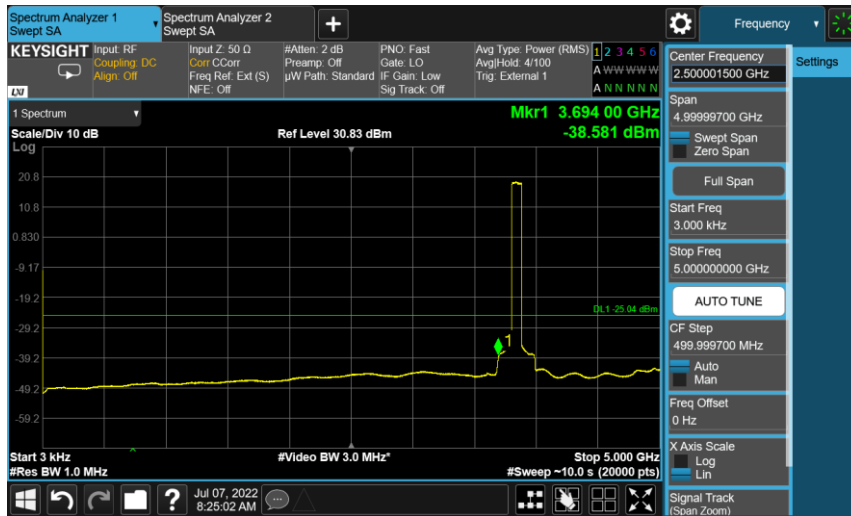 Spectrum Analyzer 1
Swept SA
Spectrum Analyzer 2
Swept SA
+
Frequency
KEYSIGHT
LXI
Input: RF
Coupling: DC
Align: Off
Input Z: 50 Ω
Corr CCorr
Freq Ref: Ext (S)
NFE: Off
#Atten: 2 dB
Preamp: Off
µW Path: Standard
PNO: Fast
Gate: LO
IF Gain: Low
Sig Track: Off
Avg Type: Power (RMS)
Avg|Hold: 4/100
Trig: External 1
1 2 3 4 5 6
A W W W W W
A N N N N N
1 Spectrum
Scale/Div 10 dB
Log
Ref Level 30.83 dBm
Mkr1 3.694 00 GHz
-38.581 dBm
20.8
10.8
0.830
-9.17
-19.2
-29.2
-39.2
-49.2
-59.2
DL1 -25.04 dBm
1
Start 3 kHz
#Res BW 1.0 MHz
#Video BW 3.0 MHz*
Stop 5.000 GHz
#Sweep ~10.0 s (20000 pts)
Center Frequency
2.500001500 GHz
Span
4.99999700 GHz
Swept Span
Zero Span
Full Span
Start Freq
3.000 kHz
Stop Freq
5.000000000 GHz
AUTO TUNE
CF Step
499.999700 MHz
Auto
Man
Freq Offset
0 Hz
X Axis Scale
Log
Lin
Signal Track
(Span Zoom)
Settings
?
Jul 07, 2022
8:25:02 AM